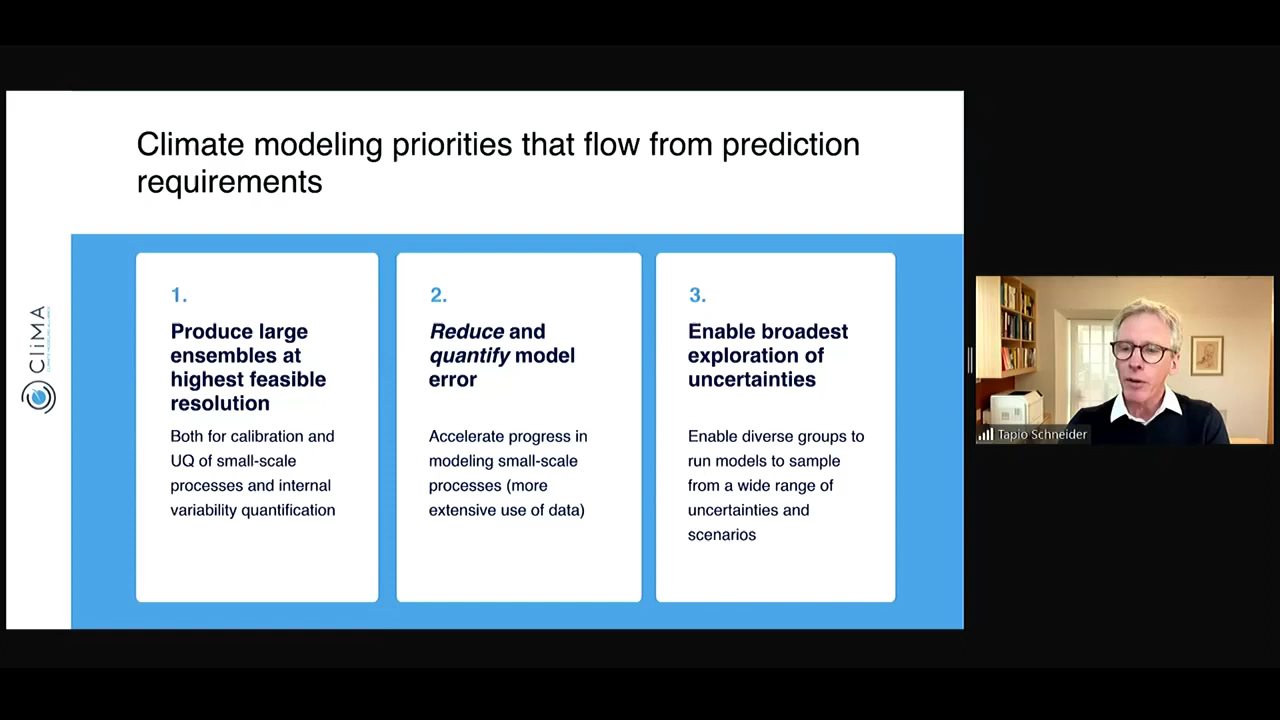 Climate modeling priorities that flow from prediction
requirements
CliMA
1.
Produce large
ensembles at
highest feasible
resolution
Both for calibration and
UQ of small-scale
processes and internal
variability quantification
2.
Reduce and
quantify model
error
Accelerate progress in
modeling small-scale
processes (more
extensive use of data)
3.
Enable broadest
exploration of
uncertainties
Enable diverse groups to
run models to sample
from a wide range of
uncertainties and
scenarios
Tapio Schneider